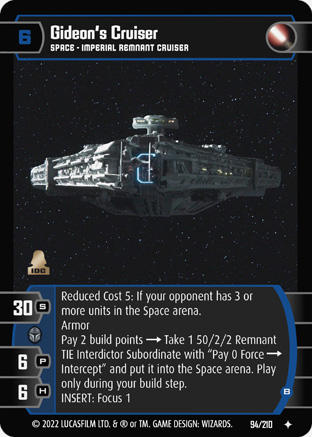 6
Gideon's Cruiser
SPACE - IMPERIAL REMNANT CRUISER
IDC
30 S
6 P
6 H
Reduced Cost 5: If your opponent has 3 or
more units in the Space arena.
Armor
Pay 2 build points → Take 1 50/2/2 Remnant
TIE Interdictor Subordinate with “Pay 0 Force →
Intercept” and put it into the Space arena. Play
only during your build step.
INSERT: Focus 1
B
© 2022 LUCASFILM LTD. & ® or TM. GAME DESIGN: WIZARDS.
94/210